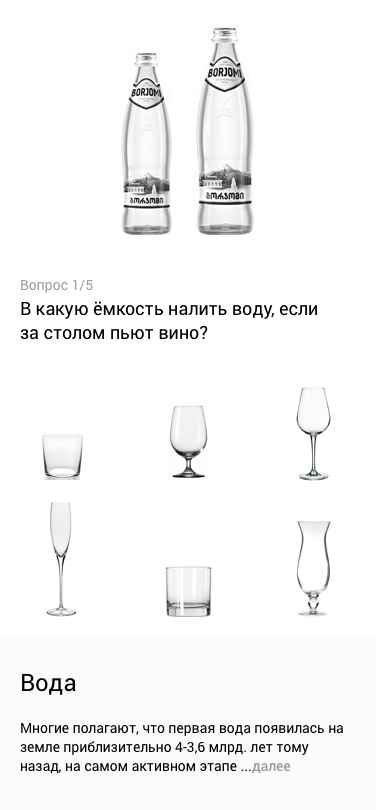 BORJOMI
BORJOMI
ბორჯომი
ბორჯომი
Вопрос 1/5
В какую ёмкость налить воду, если
за столом пьют вино?
Вода
Многие полагают, что первая вода появилась на
земле приблизительно 4-3,6 млрд. лет тому
назад, на самом активном этапе ...далее